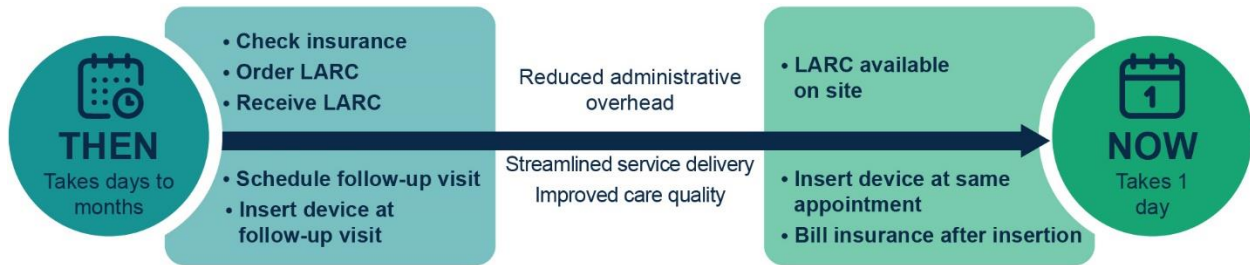 THEN
Takes days to
months
• Check insurance
• Order LARC
• Receive LARC
• Schedule follow-up visit
• Insert device at
follow-up visit
Reduced administrative
overhead
Streamlined service delivery
Improved care quality
• LARC available
on site
• Insert device at same
appointment
• Bill insurance after insertion
1
NOW
Takes 1
day